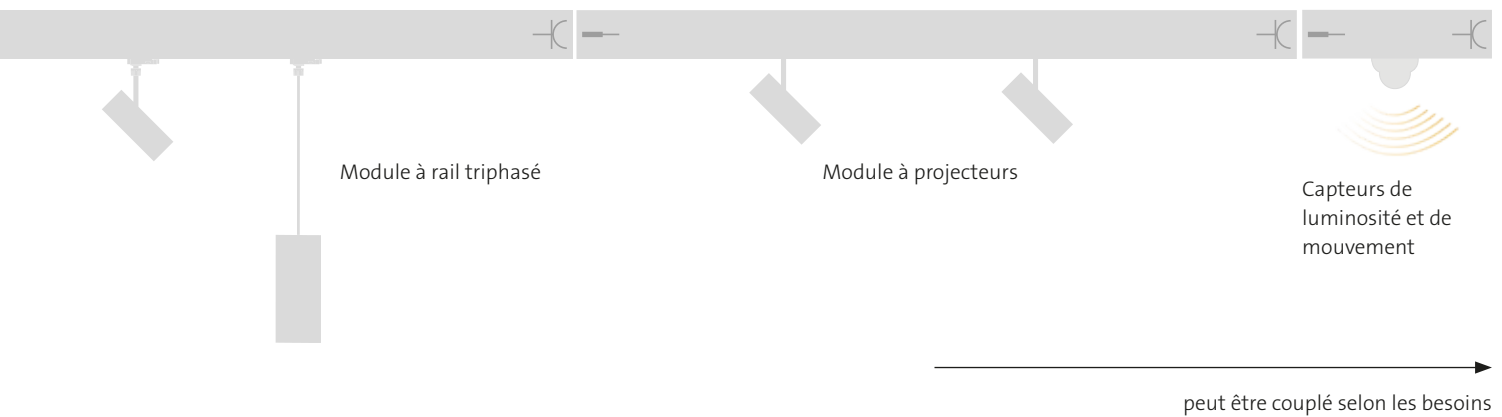 Module à rail triphasé
Module à projecteurs
Capteurs de
luminosité et de
mouvement
peut être couplé selon les besoins